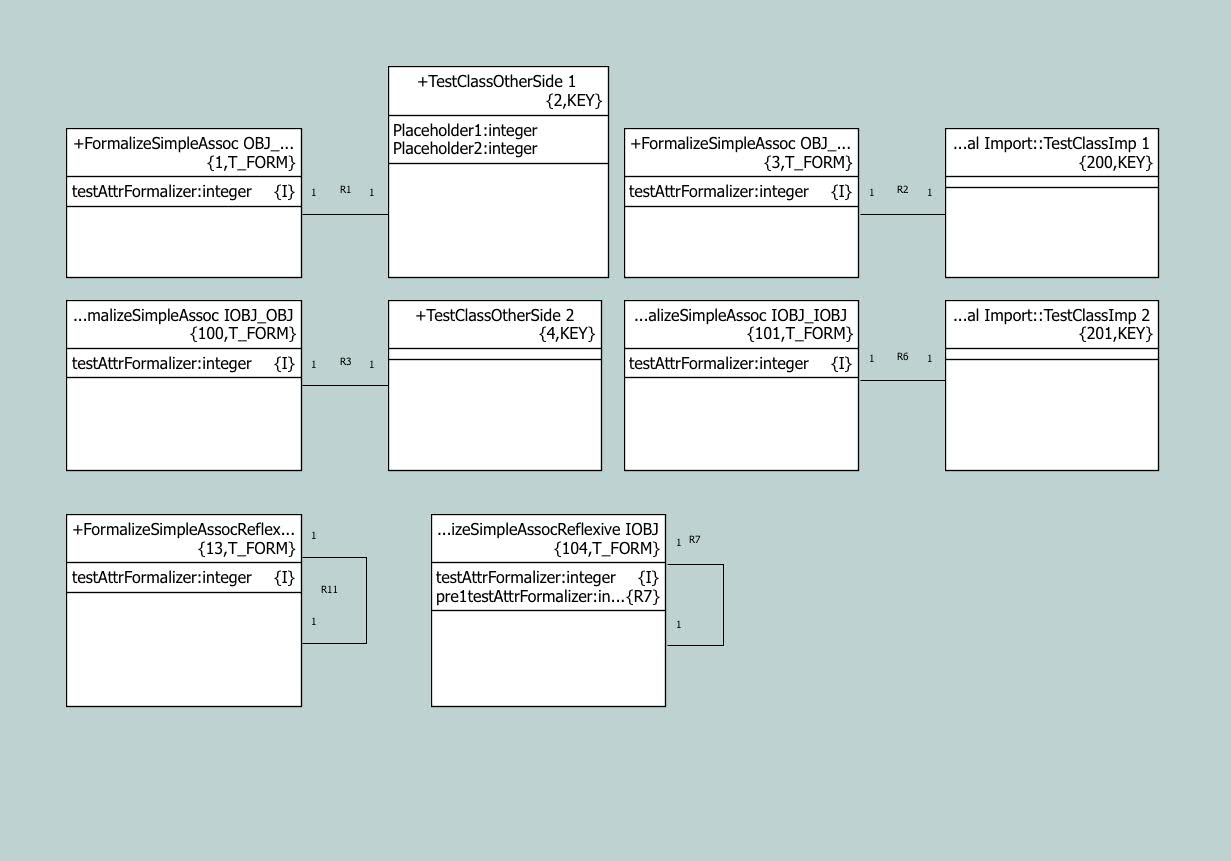 +TestClassOtherSide 1
{2,KEY}
Placeholder1:integer
Placeholder2:integer
+FormalizeSimpleAssoc OBJ_...
{1,T_FORM}
testAttrFormalizer:integer {I}
1 R1 1
+FormalizeSimpleAssoc OBJ_...
{3,T_FORM}
testAttrFormalizer:integer {I}
1 R2 1
...al Import::TestClassImp 1
{200,KEY}
...malizeSimpleAssoc IOBJ_OBJ
{100,T_FORM}
testAttrFormalizer:integer {I}
1 R3 1
+TestClassOtherSide 2
{4,KEY}
...alizeSimpleAssoc IOBJ_IOBJ
{101,T_FORM}
testAttrFormalizer:integer {I}
1 R6 1
...al Import::TestClassImp 2
{201,KEY}
+FormalizeSimpleAssocReflex...
{13,T_FORM}
testAttrFormalizer:integer {I}
1
R11
1
...izeSimpleAssocReflexive IOBJ
{104,T_FORM}
testAttrFormalizer:integer {I}
pre1testAttrFormalizer:in...{R7}
1 R7
1